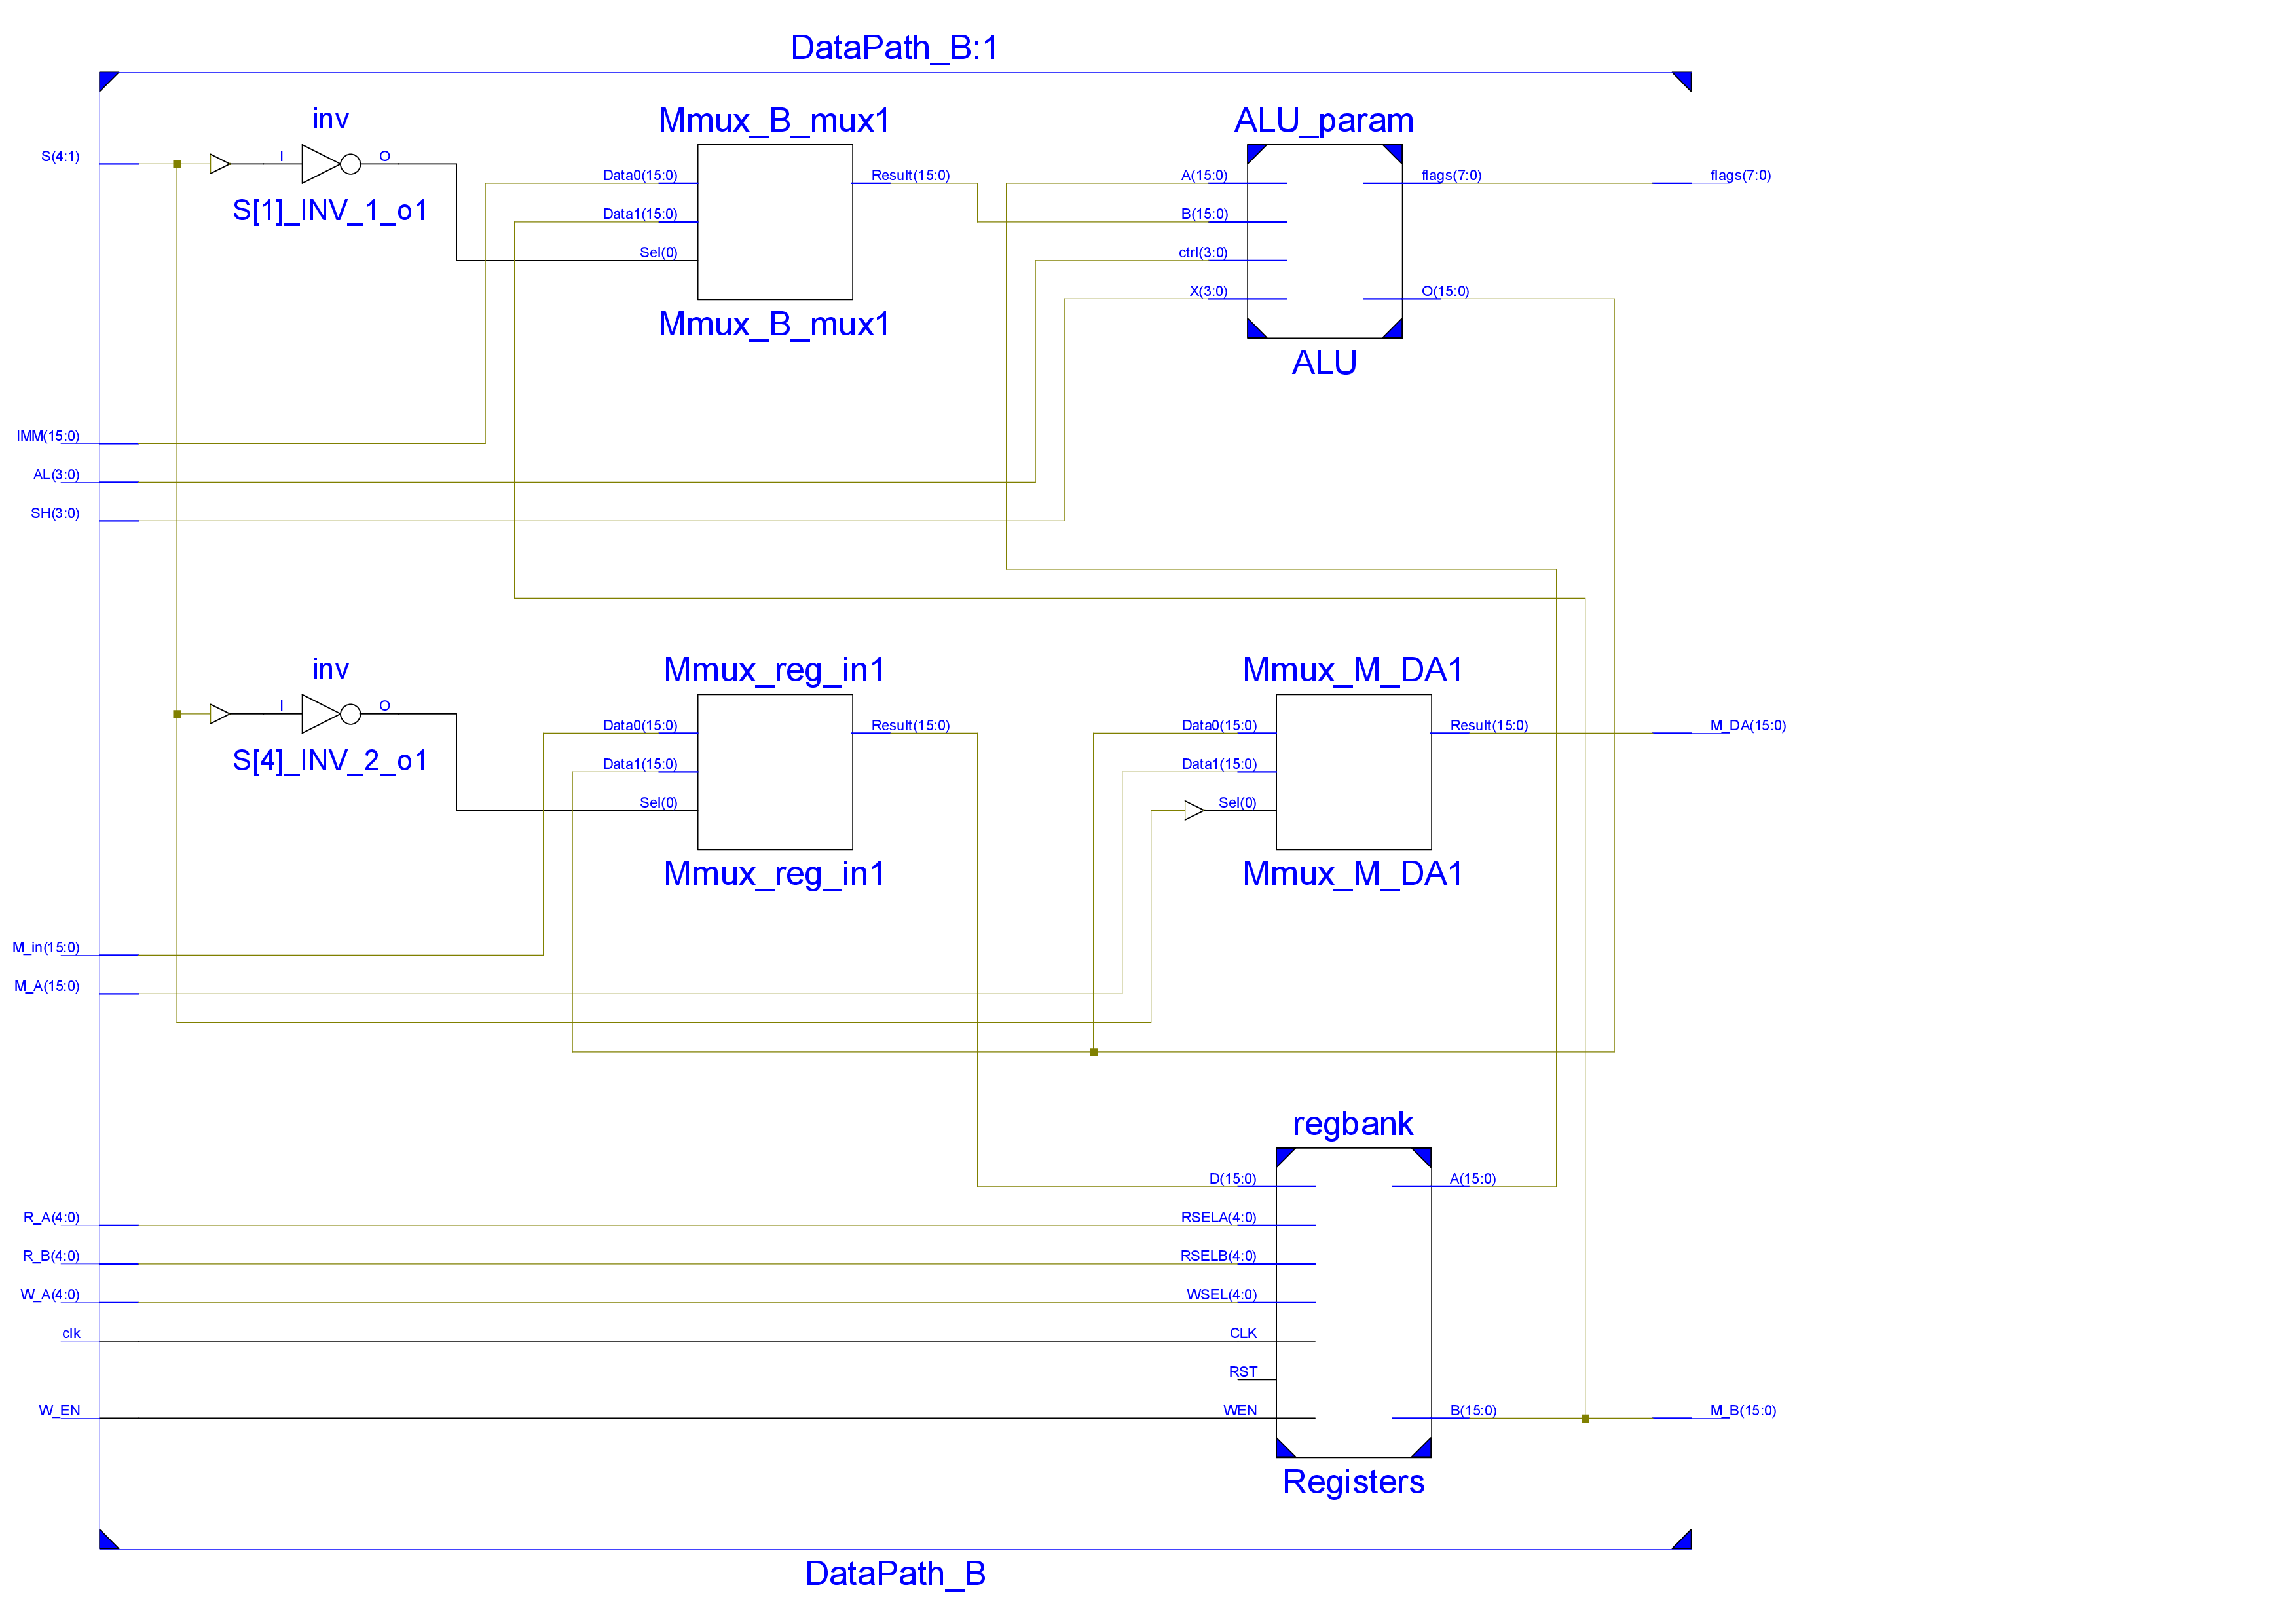 DataPath_B:1
inv
Mmux_B_mux1
ALU_param
S(4:1)
I
O
S[1]_INV_1_o1
Data0(15:0)
Data1(15:0)
Sel(0)
Result(15:0)
Mmux_B_mux1
A(15:0)
B(15:0)
ctrl(3:0)
X(3:0)
flags(7:0)
O(15:0)
flags(7:0)
ALU
IMM(15:0)
AL(3:0)
SH(3:0)
inv
Mmux_reg_in1
Mmux_M_DA1
I
O
S[4]_INV_2_o1
Data0(15:0)
Data1(15:0)
Sel(0)
Result(15:0)
Mmux_reg_in1
Data0(15:0)
Data1(15:0)
Sel(0)
Result(15:0)
M_DA(15:0)
Mmux_M_DA1
M_in(15:0)
M_A(15:0)
regbank
D(15:0)
A(15:0)
R_A(4:0)
RSELA(4:0)
R_B(4:0)
RSELB(4:0)
W_A(4:0)
WSEL(4:0)
clk
CLK
RST
W_EN
WEN
B(15:0)
M_B(15:0)
Registers
DataPath_B